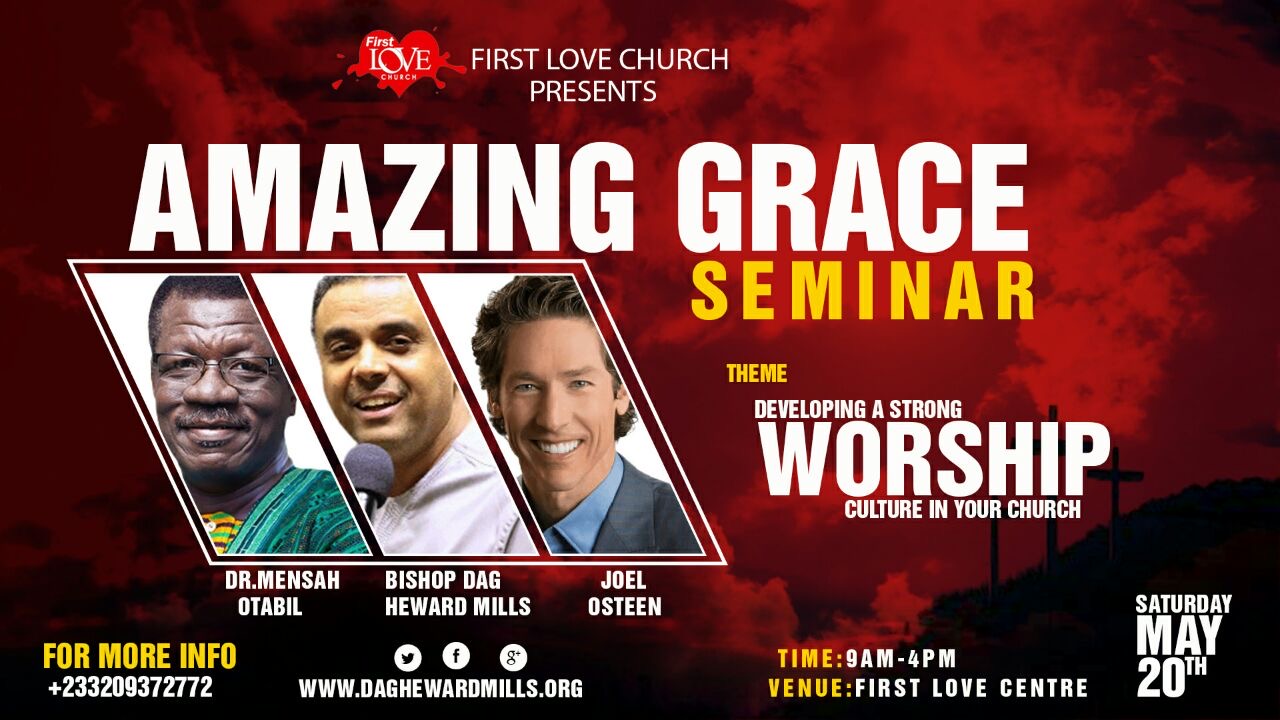 First
LOVE
CHURCH
FIRST LOVE CHURCH
PRESENTS
AMAZING GRACE
SEMINAR
THEME
DEVELOPING A STRONG
WORSHIP
CULTURE IN YOUR CHURCH
DR.MENSAH
OTABIL
BISHOP DAG
HEWARD MILLS
JOEL
OSTEEN
FOR MORE INFO
+233209372772
f
g+
WWW.DAGHEWARDMILLS.ORG
TIME:9AM-4PM
VENUE:FIRST LOVE CENTRE
SATURDAY
MAY
20TH